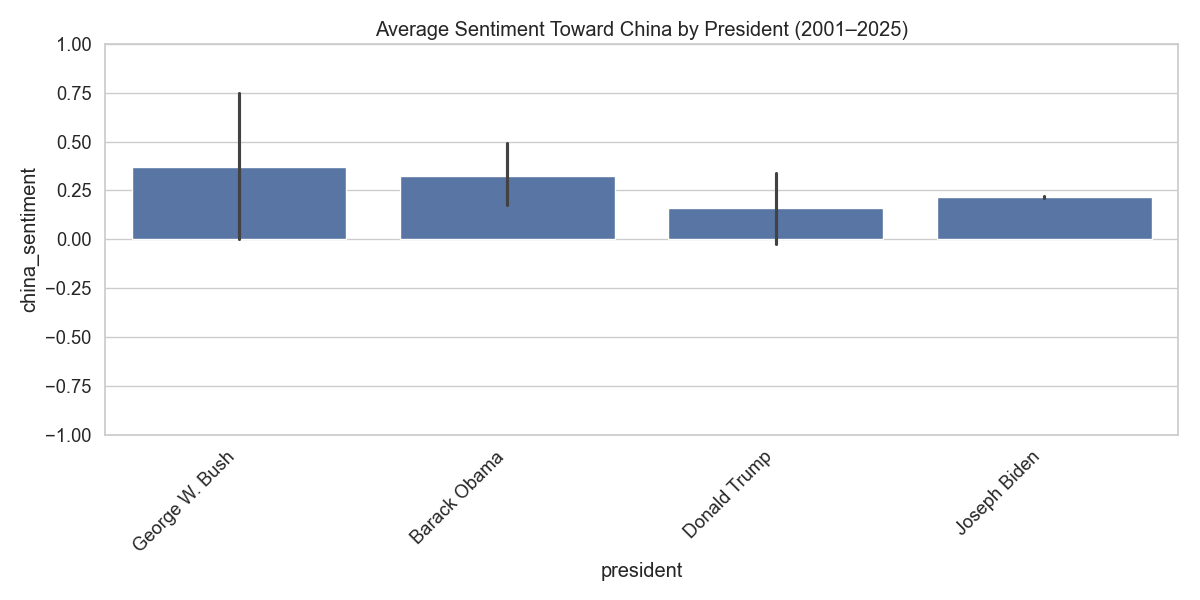 Average Sentiment Toward China by President (2001–2025)
china_sentiment
1.00
0.75
0.50
0.25
0.00
−0.25
−0.50
−0.75
−1.00
George W. Bush
Barack Obama
Donald Trump
Joseph Biden
president